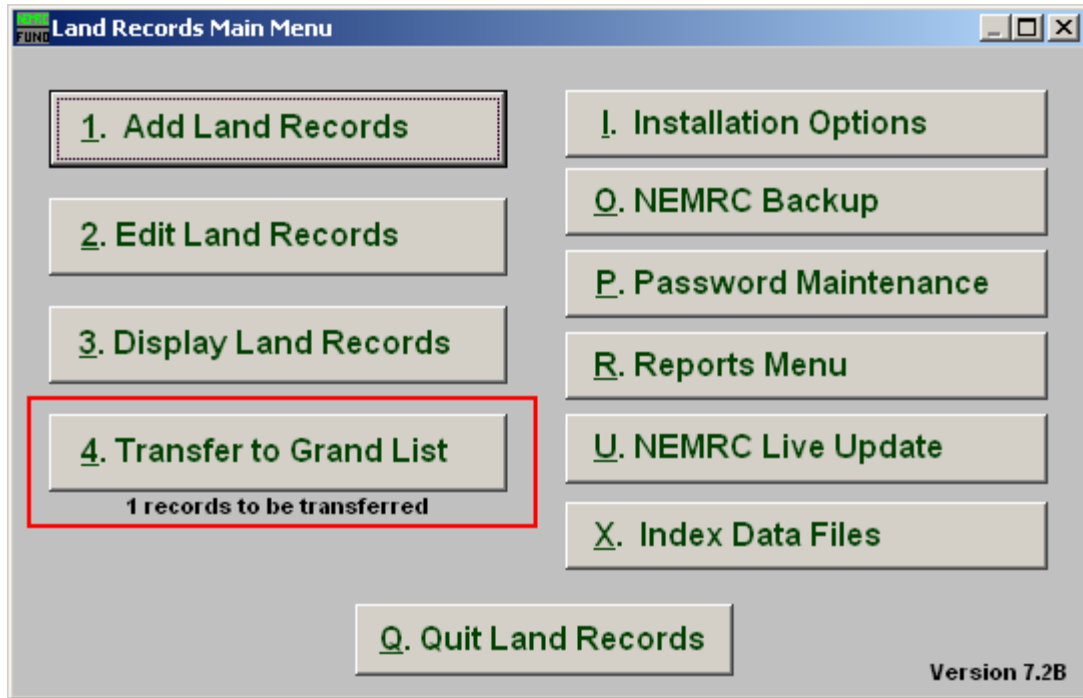 NEMRC
FUND
Land Records Main Menu
1. Add Land Records
2. Edit Land Records
3. Display Land Records
4. Transfer to Grand List
1 records to be transferred
I. Installation Options
O. NEMRC Backup
P. Password Maintenance
R. Reports Menu
U. NEMRC Live Update
X. Index Data Files
Q. Quit Land Records
Version 7.2B